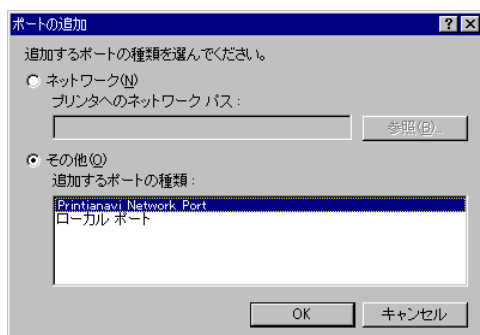 ポートの追加
追加するポートの種類を選んでください。
ネットワーク(N)
プリンタへのネットワーク パス:
参照(B)...
その他(O)
追加するポートの種類:
Printianavi Network Port
ローカル ポート
OK
キャンセル